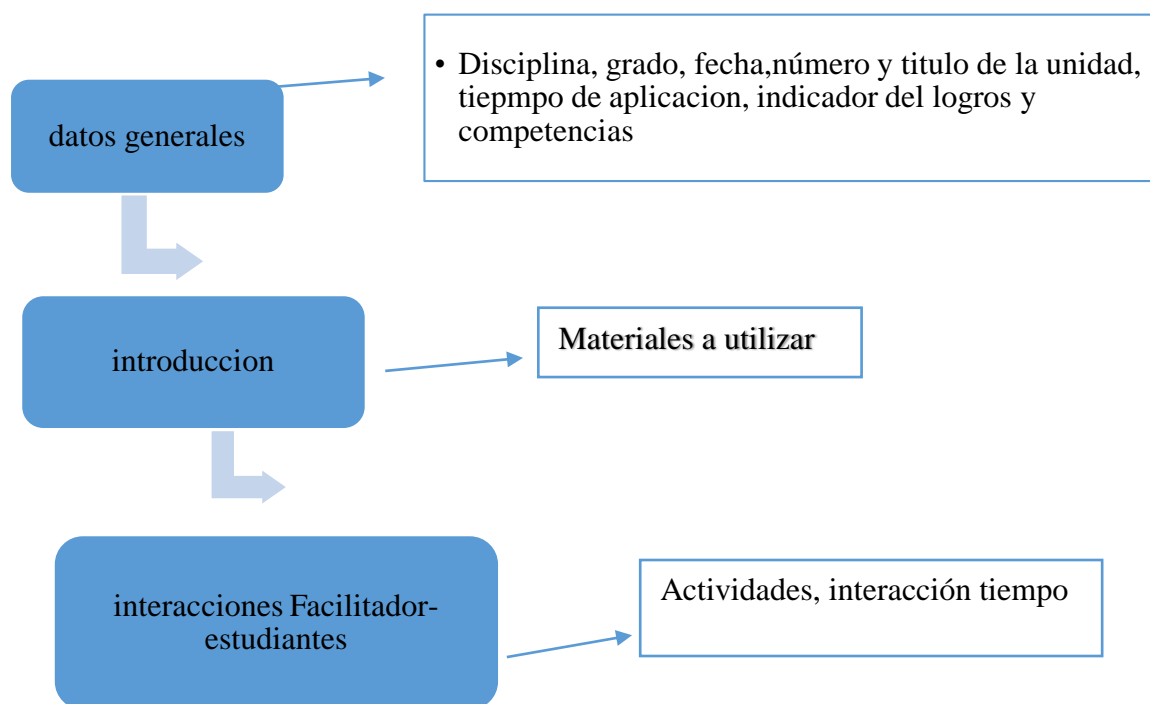 datos generales
• Disciplina, grado, fecha,número y titulo de la unidad,
tiepmpo de aplicacion, indicador del logros y
competencias
introduccion
Materiales a utilizar
interacciones Facilitador-
estudiantes
Actividades, interacción tiempo